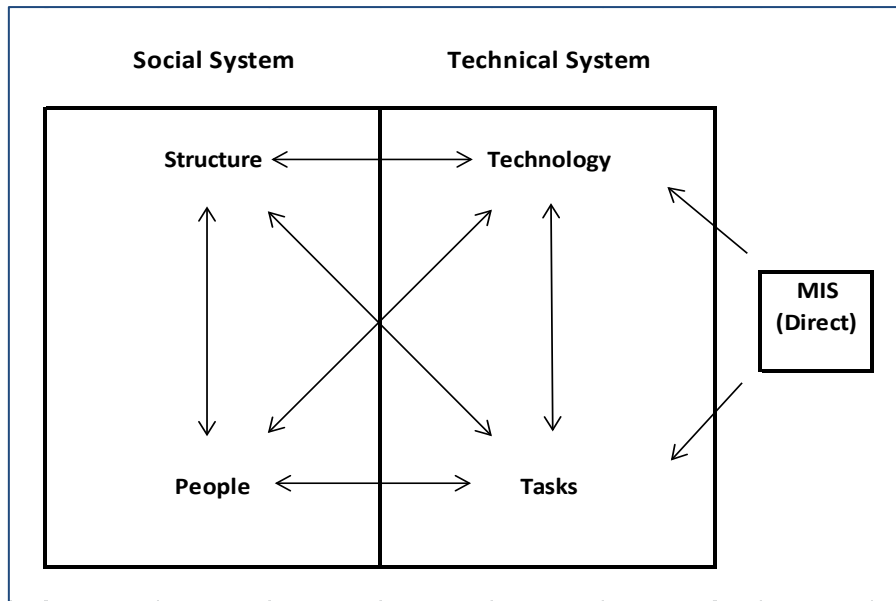 Social System Technical System
Structure Technology
MIS
(Direct)
People Tasks